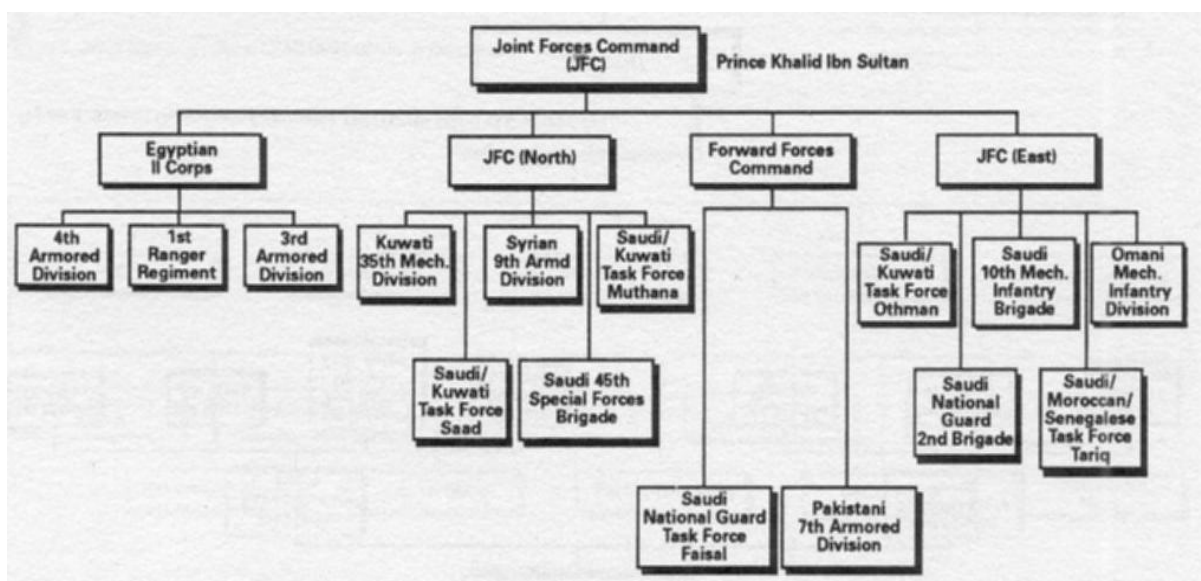 Joint Forces Command
(JFC)
Prince Khalid Ibn Sultan
Egyptian
II Corps
JFC (North)
Forward Forces
Command
JFC (East)
4th
Armored
Division
1st
Ranger
Regiment
3rd
Armored
Division
Kuwati
35th Mech.
Division
Syrian
9th Armd
Division
Saudi/
Kuwati
Task Force
Muthana
Saudi/
Kuwati
Task Force
Othman
Saudi
10th Mech.
Infantry
Brigade
Omani
Mech.
Infantry
Division
Saudi/
Kuwati
Task Force
Saad
Saudi 45th
Special Forces
Brigade
Saudi
National
Guard
2nd Brigade
Saudi/
Moroccan/
Senegalese
Task Force
Tariq
Saudi
National Guard
Task Force
Faisal
Pakistani
7th Armored
Division